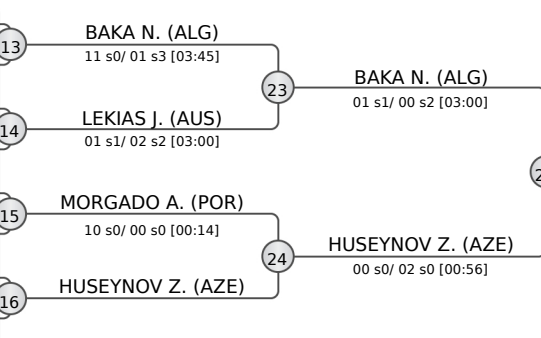 13
BAKA N. (ALG)
11 s0/ 01 s3 [03:45]
23
BAKA N. (ALG)
01 s1/ 00 s2 [03:00]
14
LEKIAS J. (AUS)
01 s1/ 02 s2 [03:00]
15
MORGADO A. (POR)
10 s0/ 00 s0 [00:14]
24
HUSEYNOV Z. (AZE)
00 s0/ 02 s0 [00:56]
16
HUSEYNOV Z. (AZE)